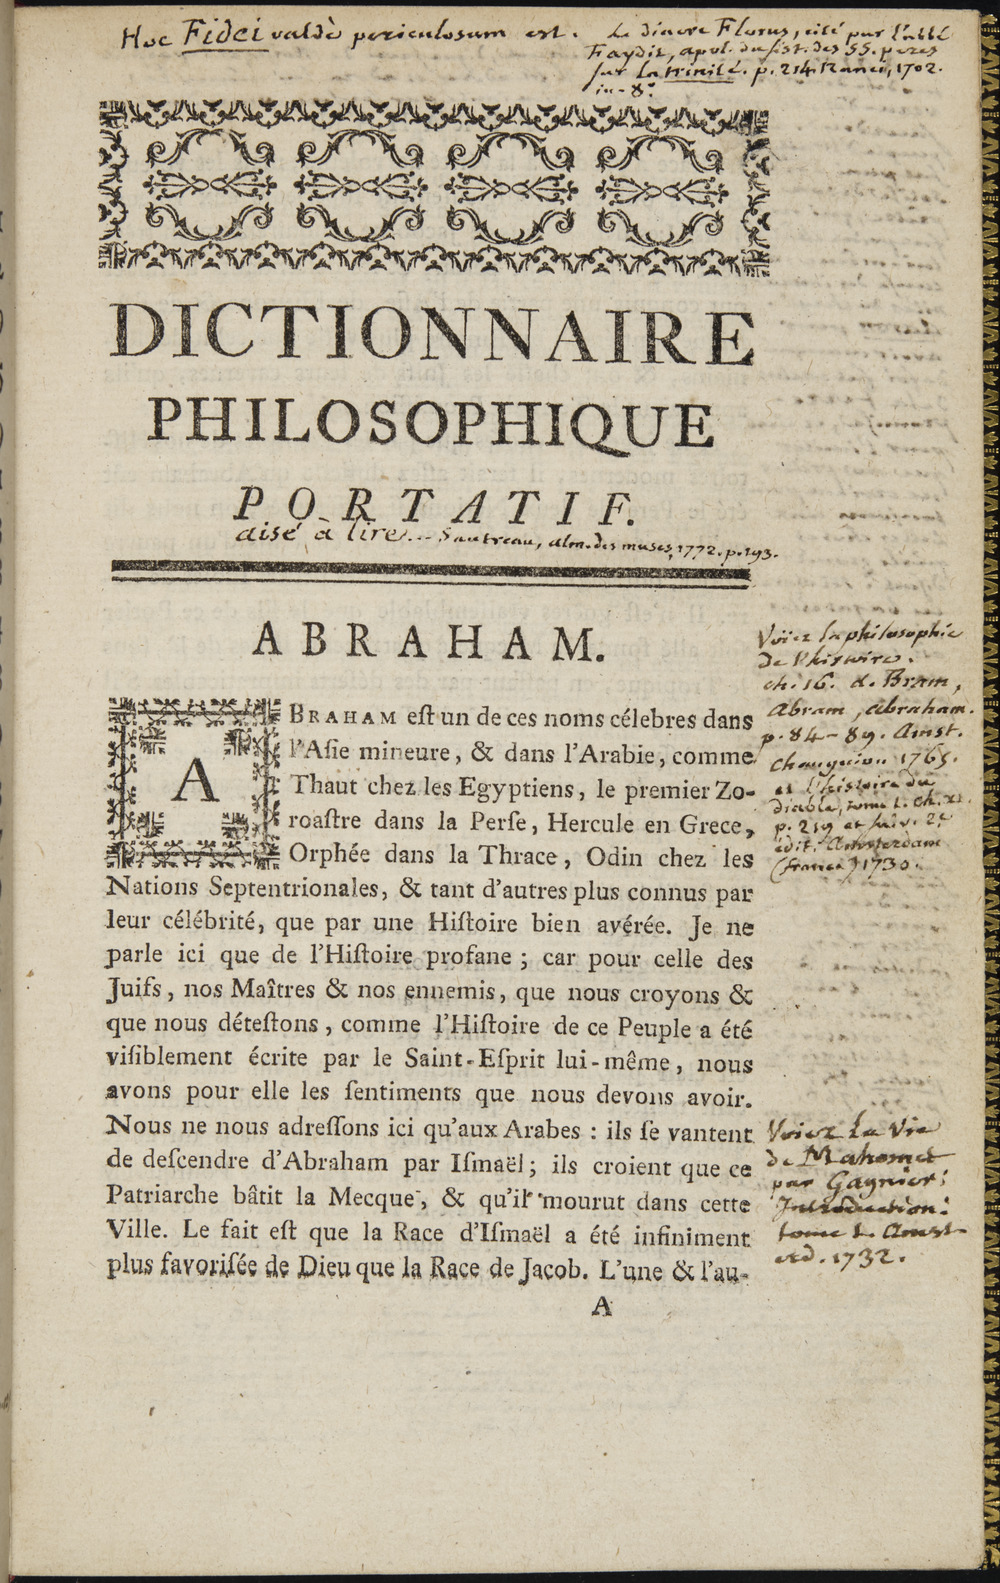 Hoc Fidei valdè periculosum est. Le diacre Florus, cité par l'abbé
Faydit, apol. du sist. des SS. peres
sur la trinité. p. 214. Nanci, 1702.
in-8.°
DICTIONNAIRE
PHILOSOPHIQUE
PORTATIF.
aisé à lire... Sautreau, alm. des muses, 1772. p. 193.
ABRAHAM.
ABRAHAM eſt un de ces noms célebres dans
l'Aſie mineure, & dans l'Arabie, comme
Thaut chez les Egyptiens, le premier Zo-
roaſtre dans la Perſe, Hercule en Grece,
Orphée dans la Thrace, Odin chez les
Nations Septentrionales, & tant d'autres plus connus par
leur célébrité, que par une Hiſtoire bien avérée. Je ne
parle ici que de l'Hiſtoire profane ; car pour celle des
Juifs, nos Maîtres & nos ennemis, que nous croyons &
que nous déteſtons, comme l'Hiſtoire de ce Peuple a été
viſiblement écrite par le Saint-Eſprit lui-même, nous
avons pour elle les ſentiments que nous devons avoir.
Nous ne nous adreſſons ici qu'aux Arabes : ils ſe vantent
de deſcendre d'Abraham par Iſmaël ; ils croient que ce
Patriarche bâtit la Mecque, & qu'il mourut dans cette
Ville. Le fait eſt que la Race d'Iſmaël a été infiniment
plus favoriſée de Dieu que la Race de Jacob. L'une & l'au-
A
Voiez la philosophie
de l'histoire.
ch. 16. d. Bram,
Abram, abraham.
p. 84-89. Amst.
Changuion 1765.
et l'histoire du
diable, tome 1. ch. XI.
p. 219 et suiv. 2e
édit. Amsterdam
(france) 1730.
Voiez La Vie
de Mahomet
par Gagnier:
Introduction:
tome 1. Amst-
erd. 1732.